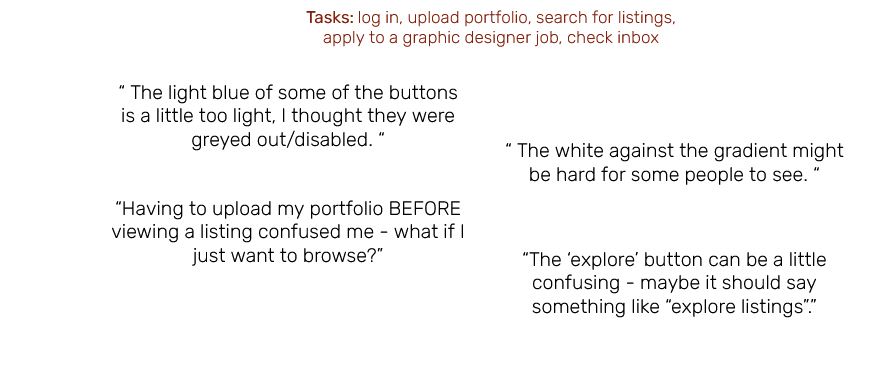 Tasks: log in, upload portfolio, search for listings,
apply to a graphic designer job, check inbox
“ The light blue of some of the buttons
is a little too light, I thought they were
greyed out/disabled. “
“Having to upload my portfolio BEFORE
viewing a listing confused me - what if I
just want to browse?”
“ The white against the gradient might
be hard for some people to see. “
“The ‘explore’ button can be a little
confusing - maybe it should say
something like “explore listings”.”